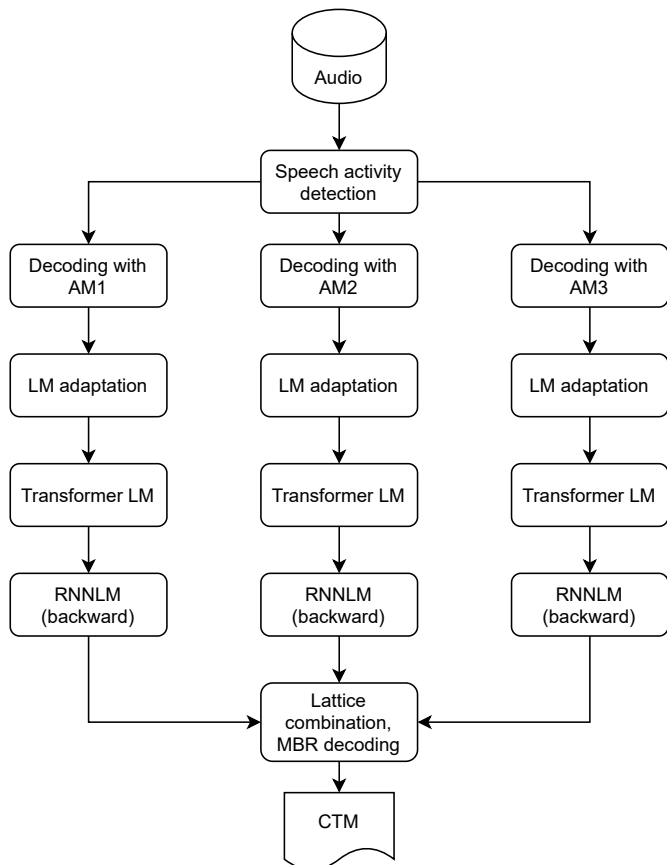 Audio
Speech activity
detection
Decoding with
AM1
Decoding with
AM2
Decoding with
AM3
LM adaptation
LM adaptation
LM adaptation
Transformer LM
Transformer LM
Transformer LM
RNNLM
(backward)
RNNLM
(backward)
RNNLM
(backward)
Lattice
combination,
MBR decoding
CTM